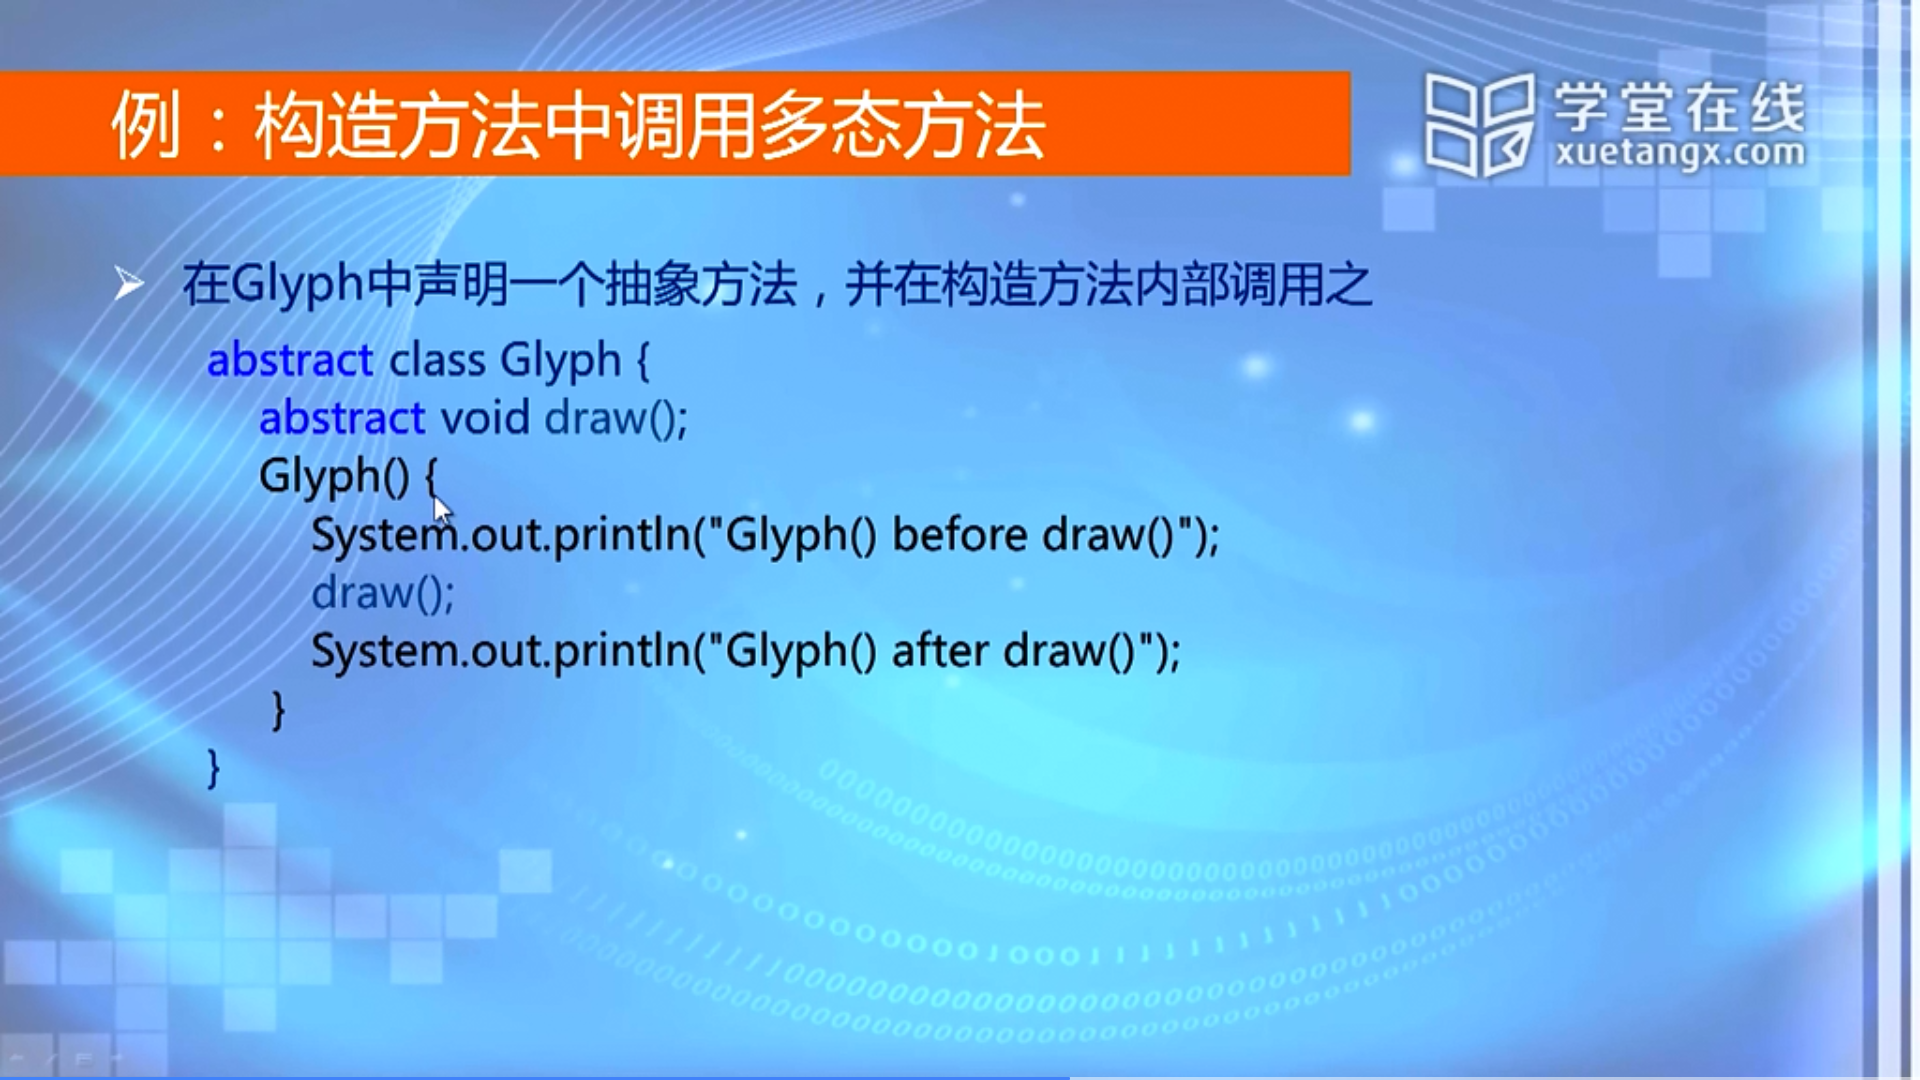 例：构造方法中调用多态方法
学堂在线
xuetangx.com
在Glyph中声明一个抽象方法，并在构造方法内部调用之
abstract class Glyph {
abstract void draw();
Glyph() {
System.out.println("Glyph() before draw()");
draw();
System.out.println("Glyph() after draw()");
}
}